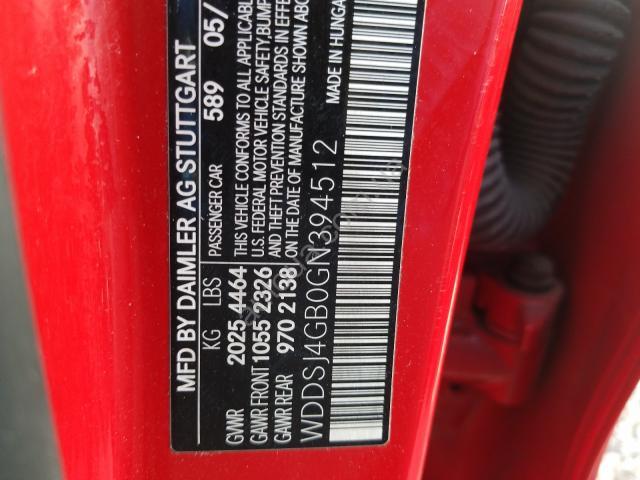 MFD BY DAIMLER AG STUTTGART
KG LBS PASSENGER CAR 589 05/
GVWR 2025 4464 THIS VEHICLE CONFORMS TO ALL APPLICABLE
GAWR FRONT 1055 2326 U.S. FEDERAL MOTOR VEHICLE SAFETY, BUMP
GAWR REAR 970 2138 AND THEFT PREVENTION STANDARDS IN EFFE
ON THE DATE OF MANUFACTURE SHOWN ABO
WDDSJ4GB0GN394512 MADE IN HUNGA